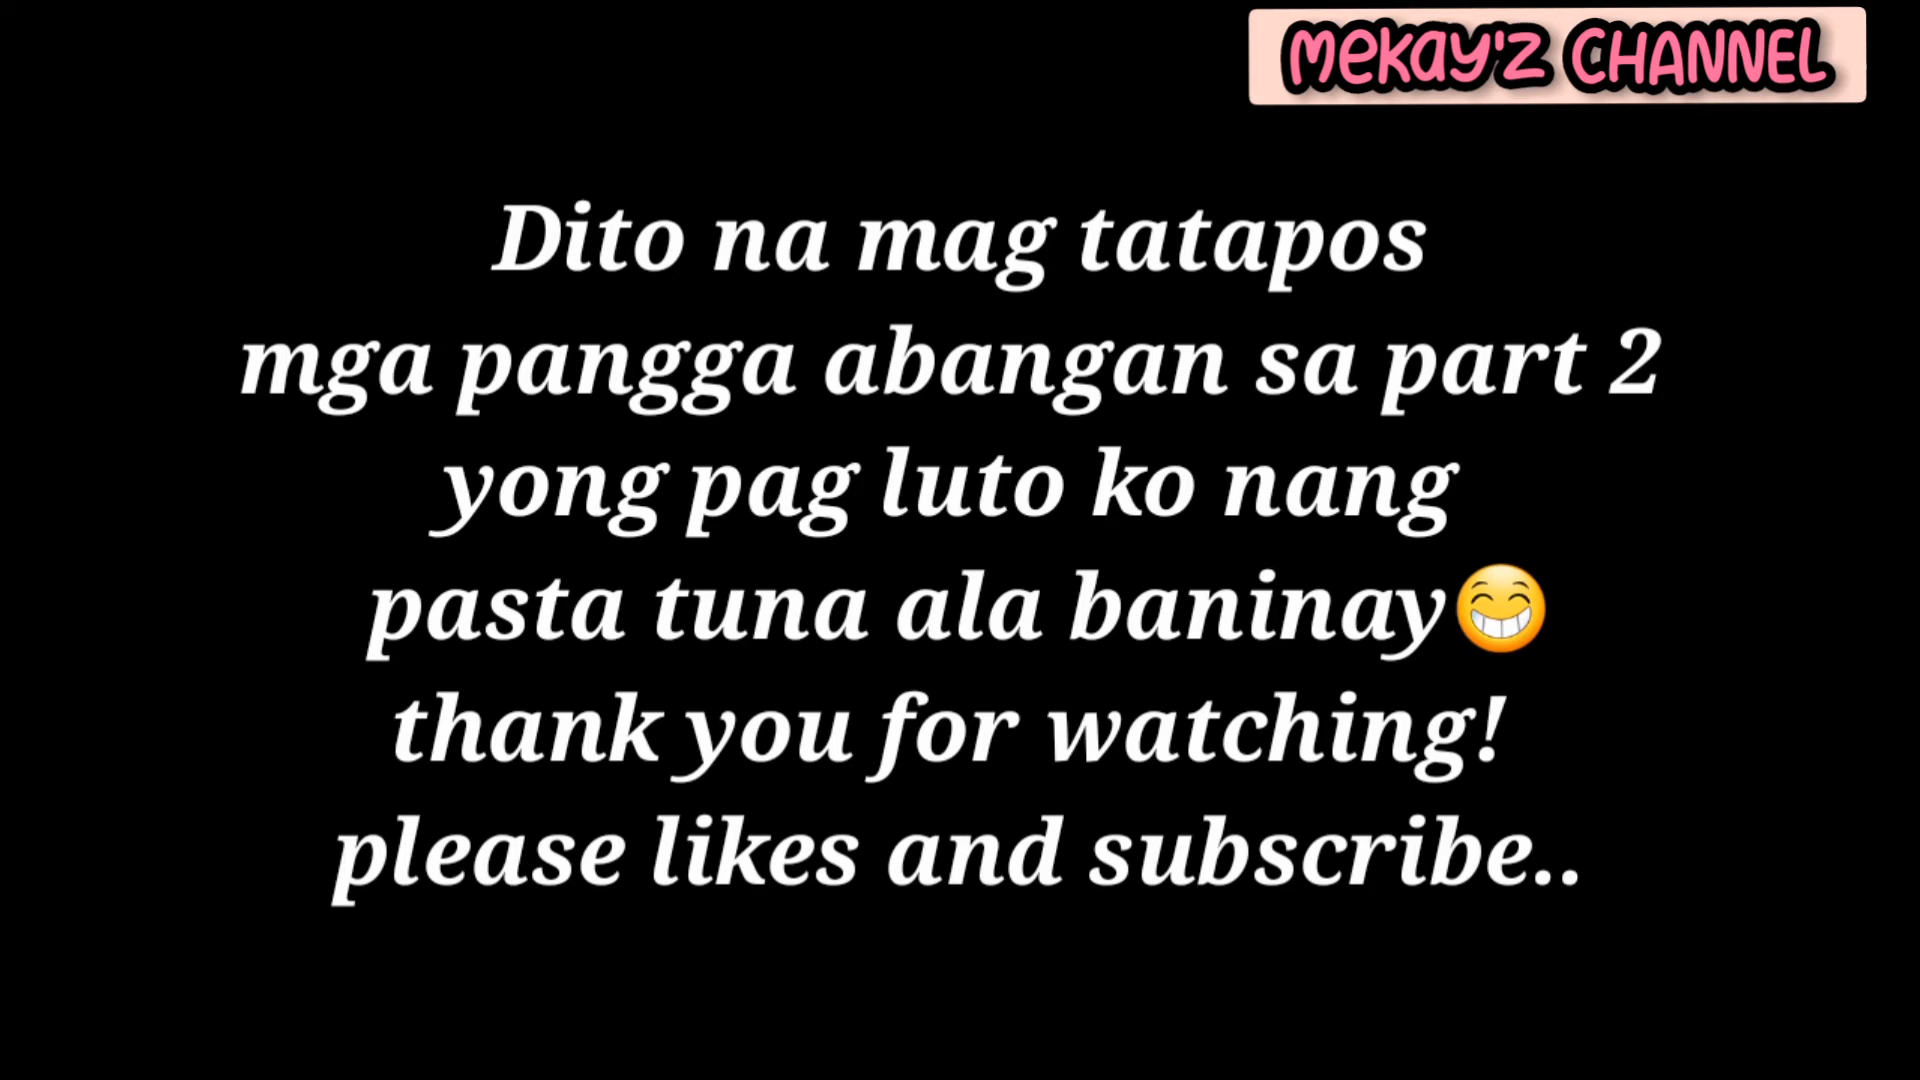 MEKAY'Z CHANNEL
Dito na mag tatapos
mga pangga abangan sa part 2
yong pag luto ko nang
pasta tuna ala baninay😁
thank you for watching!
please likes and subscribe..